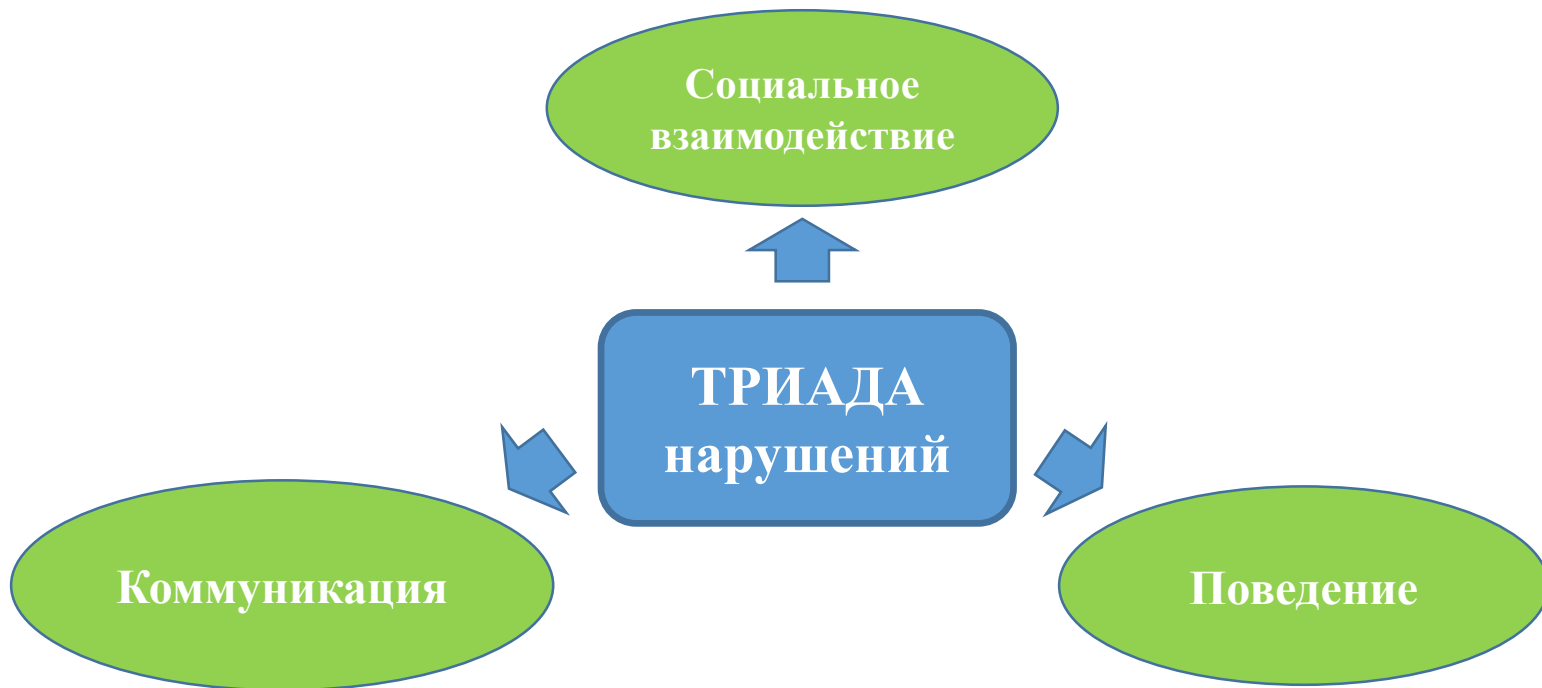 Социальное
взаимодействие
ТРИАДА
нарушений
Коммуникация
Поведение